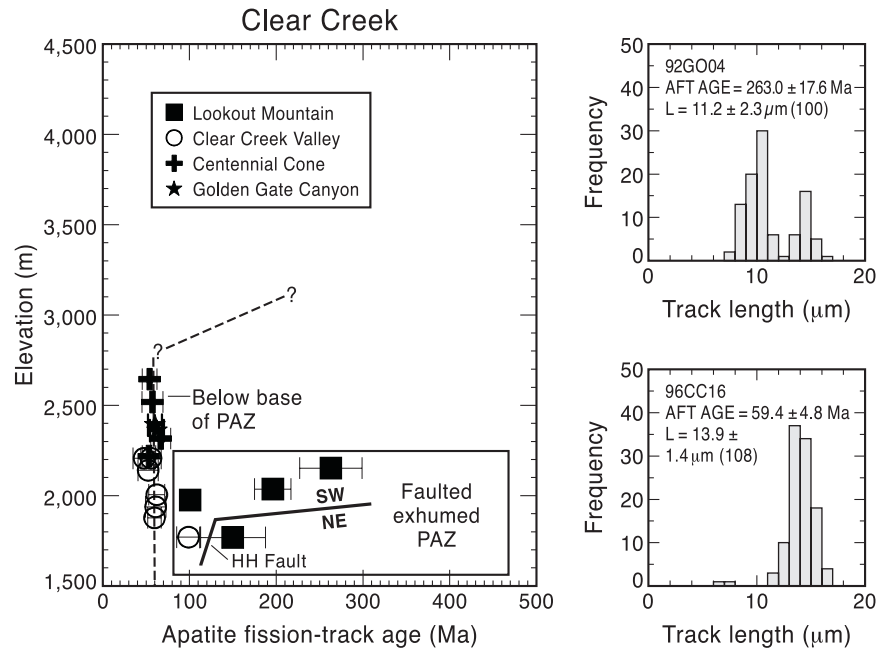 Clear Creek
4,500
4,000
3,500
3,000
2,500
2,000
1,500
Elevation (m)
Lookout Mountain
Clear Creek Valley
Centennial Cone
Golden Gate Canyon
?
?
Below base
of PAZ
SW
NE
Faulted
exhumed
PAZ
HH Fault
0 100 200 300 400 500
Apatite fission-track age (Ma)
50
40
30
20
10
0
Frequency
92GO04
AFT AGE = 263.0 ± 17.6 Ma
L = 11.2 ± 2.3 μm (100)
0 10 20
Track length (μm)
50
40
30
20
10
0
Frequency
96CC16
AFT AGE = 59.4 ± 4.8 Ma
L = 13.9 ±
1.4 μm (108)
0 10 20
Track length (μm)